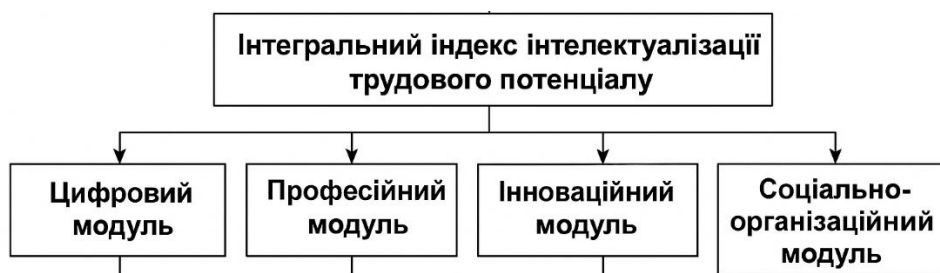 Інтегральний індекс інтелектуалізації
трудового потенціалу
Цифровий
модуль
Професійний
модуль
Інноваційний
модуль
Соціально-
організаційний
модуль